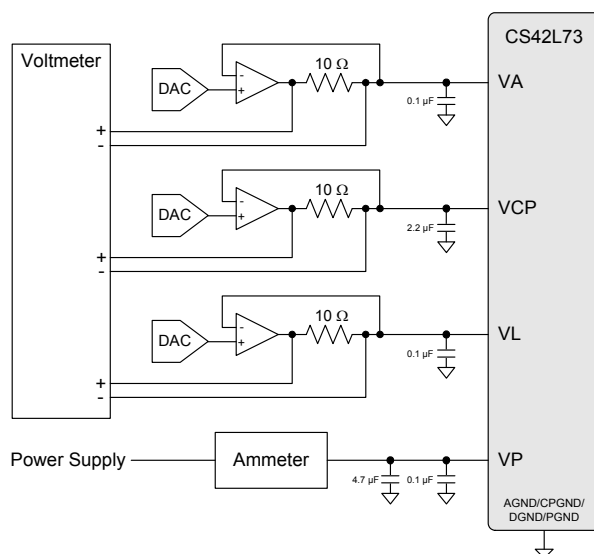 CS42L73
Voltmeter
DAC
-
+
10 Ω
VA
0.1 µF
+
-
DAC
-
+
10 Ω
VCP
2.2 µF
+
-
DAC
-
+
10 Ω
VL
0.1 µF
+
-
Power Supply
Ammeter
4.7 µF
0.1 µF
VP
AGND/CPGND/
DGND/PGND